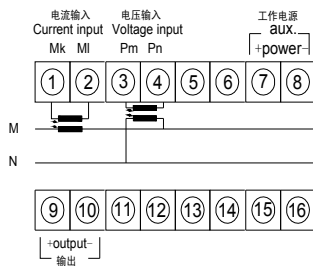 电流输入 电压输入 工作电源
Current input Voltage input aux.
Mk Ml Pm Pn +power-
1 2 3 4 5 6 7 8
M
N
9 10 11 12 13 14 15 16
+output-
输出